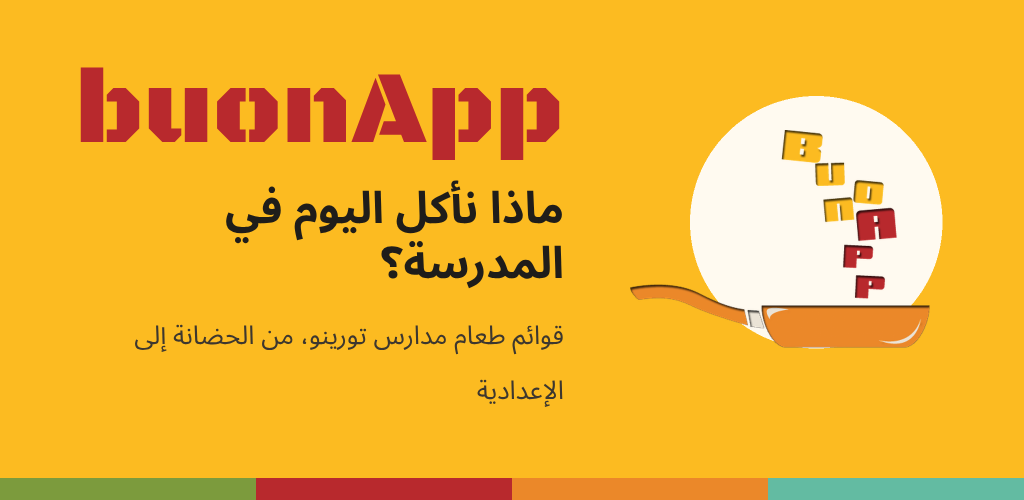 buonApp
ماذا نأكل اليوم في
المدرسة؟
قوائم طعام مدارس تورينو، من الحضانة إلى
الإعدادية
B
u
o
n
A
P
P